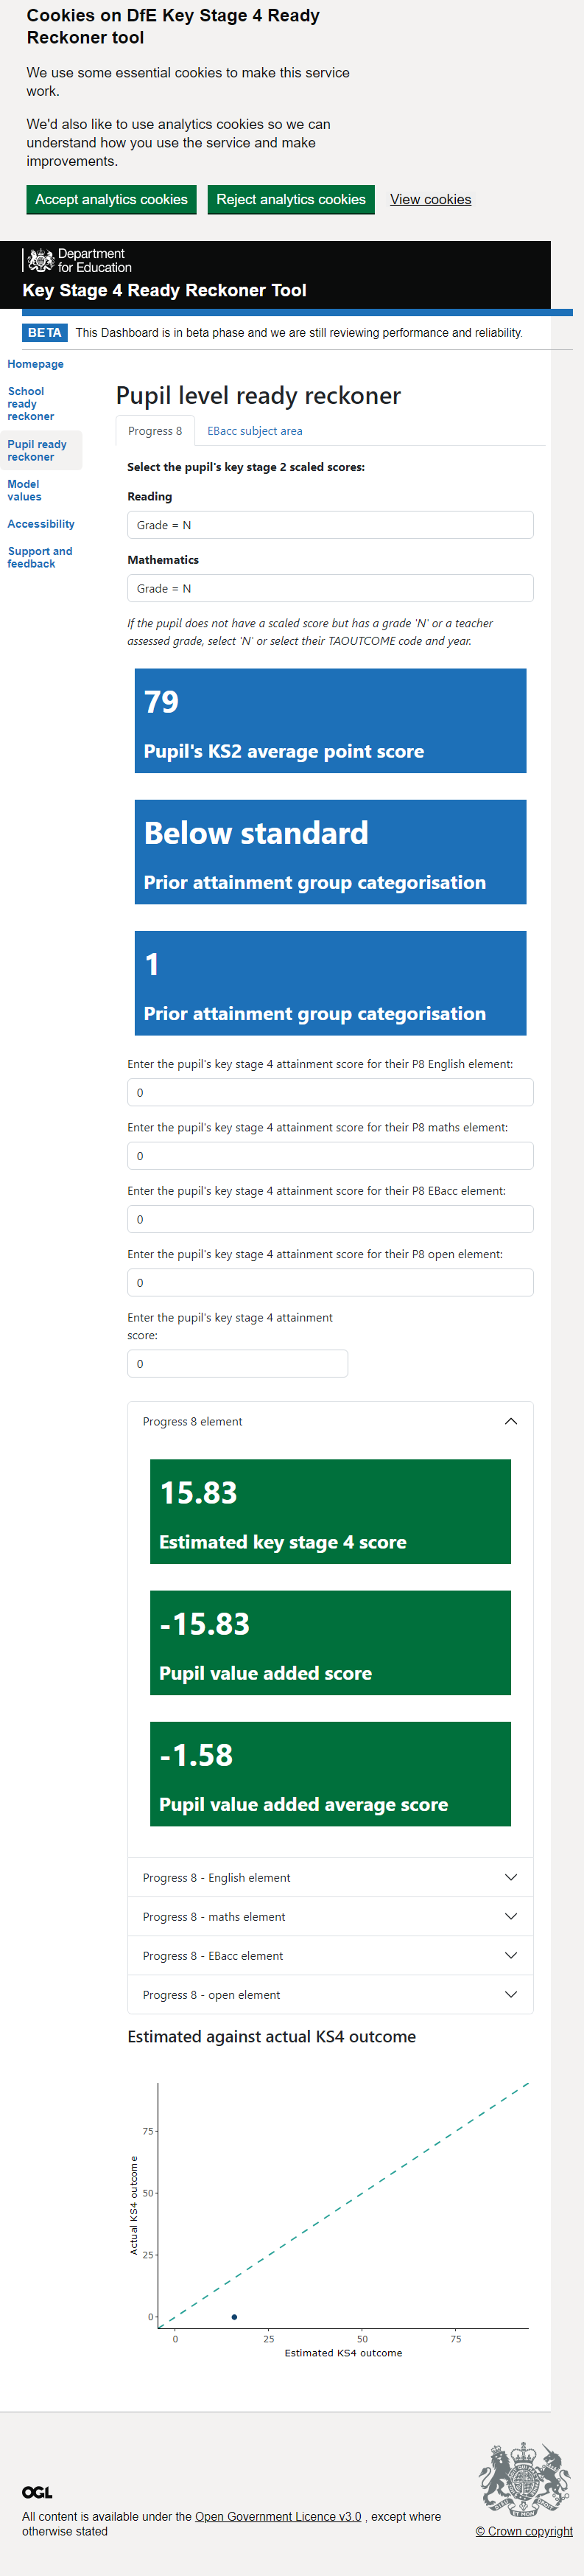 Cookies on DfE Key Stage 4 Ready
Reckoner tool
We use some essential cookies to make this service
work.
We'd also like to use analytics cookies so we can
understand how you use the service and make
improvements.
Accept analytics cookies
Reject analytics cookies
View cookies
Department
for Education
Key Stage 4 Ready Reckoner Tool
BETA
This Dashboard is in beta phase and we are still reviewing performance and reliability.
Homepage
School
ready
reckoner
Pupil ready
reckoner
Model
values
Accessibility
Support and
feedback
Pupil level ready reckoner
Progress 8
EBacc subject area
Select the pupil's key stage 2 scaled scores:
Reading
Grade = N
Mathematics
Grade = N
If the pupil does not have a scaled score but has a grade 'N' or a teacher
assessed grade, select 'N' or select their TAOUTCOME code and year.
79
Pupil's KS2 average point score
Below standard
Prior attainment group categorisation
1
Prior attainment group categorisation
Enter the pupil's key stage 4 attainment score for their P8 English element:
0
Enter the pupil's key stage 4 attainment score for their P8 maths element:
0
Enter the pupil's key stage 4 attainment score for their P8 EBacc element:
0
Enter the pupil's key stage 4 attainment score for their P8 open element:
0
Enter the pupil's key stage 4 attainment
score:
0
Progress 8 element
15.83
Estimated key stage 4 score
-15.83
Pupil value added score
-1.58
Pupil value added average score
Progress 8 - English element
Progress 8 - maths element
Progress 8 - EBacc element
Progress 8 - open element
Estimated against actual KS4 outcome
75
50
25
0
Actual KS4 outcome
0
25
50
75
Estimated KS4 outcome
OGL
All content is available under the Open Government Licence v3.0 , except where
otherwise stated
© Crown copyright